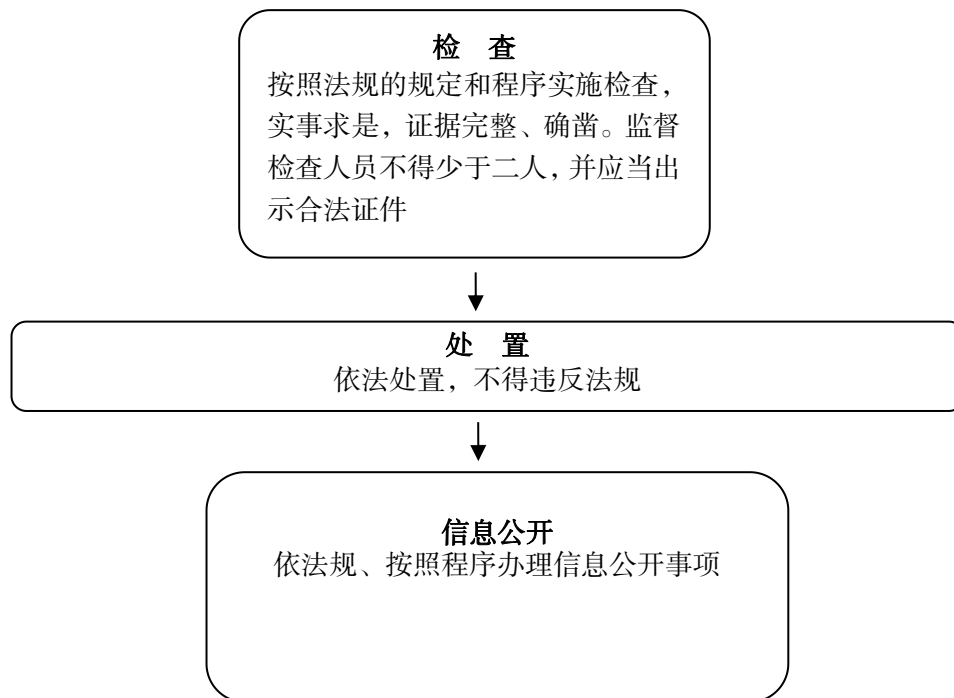 检　查
按照法规的规定和程序实施检查，
实事求是，证据完整、确凿。监督
检查人员不得少于二人，并应当出
示合法证件
处　置
依法处置，不得违反法规
信息公开
依法规、按照程序办理信息公开事项